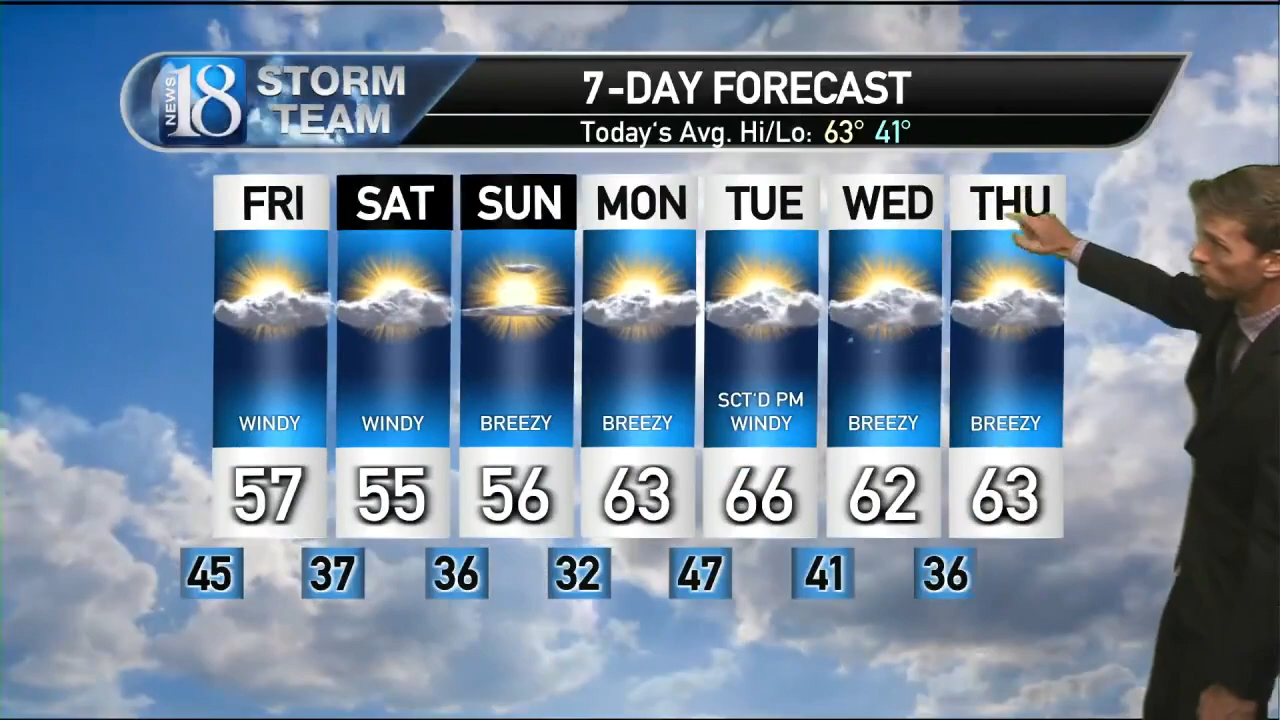 NEWS 18 STORM TEAM
7-DAY FORECAST
Today's Avg. Hi/Lo: 63° 41°
FRI SAT SUN MON TUE WED THU
SCT'D PM
WINDY WINDY BREEZY BREEZY WINDY BREEZY BREEZY
57 55 56 63 66 62 63
45 37 36 32 47 41 36